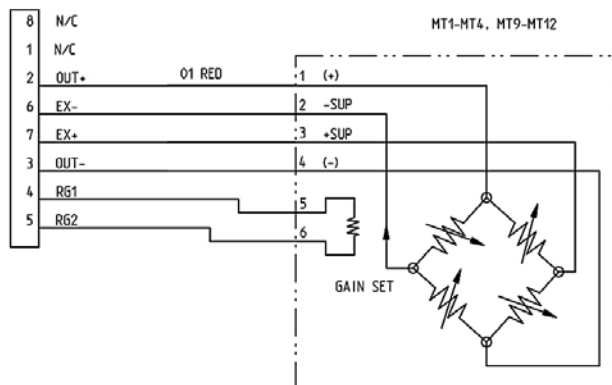 MT1-MT4, MT9-MT12
8 N/C
1 N/C
2 OUT+ 01 RED 1 (+)
6 EX- 2 -SUP
7 EX+ 3 +SUP
3 OUT- 4 (-)
4 RG1 5
5 RG2 6
GAIN SET